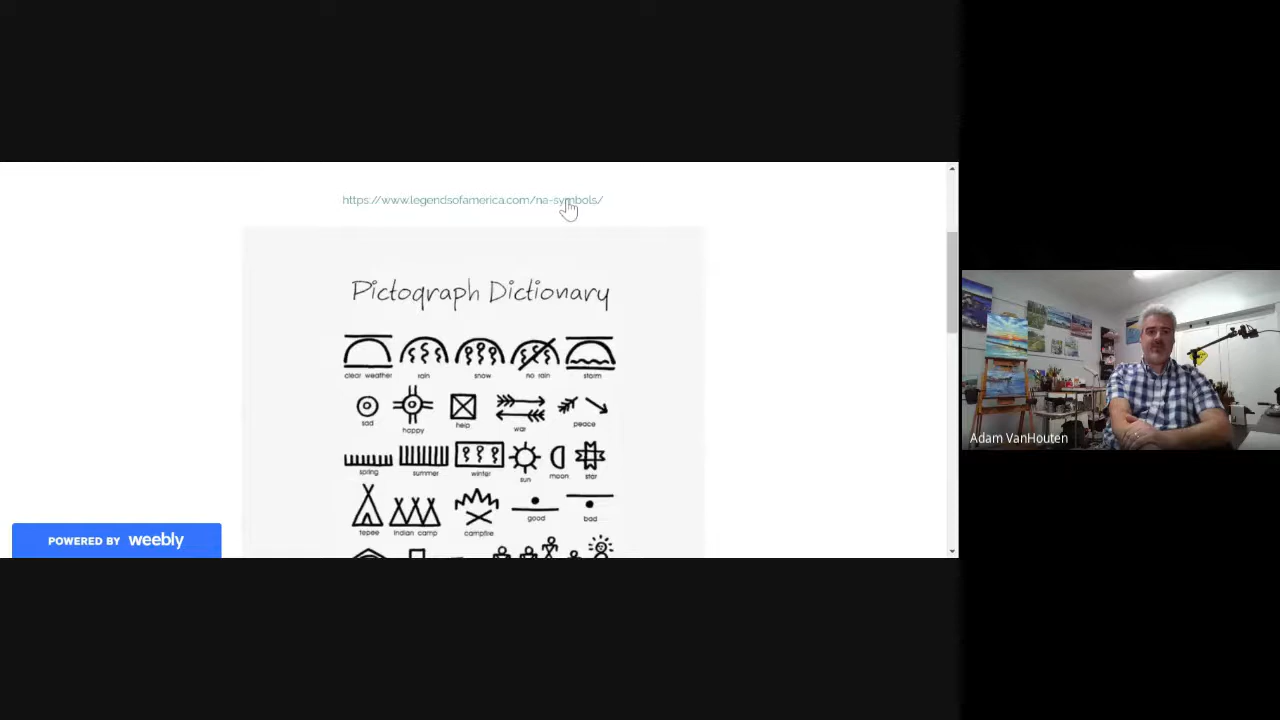 https://www.legendsofamerica.com/na-symbols/
Pictograph Dictionary
clear weather rain snow no rain storm
sad happy help war peace
spring summer winter sun moon star
tepee indian camp campfire good bad
POWERED BY weebly
Adam VanHouten